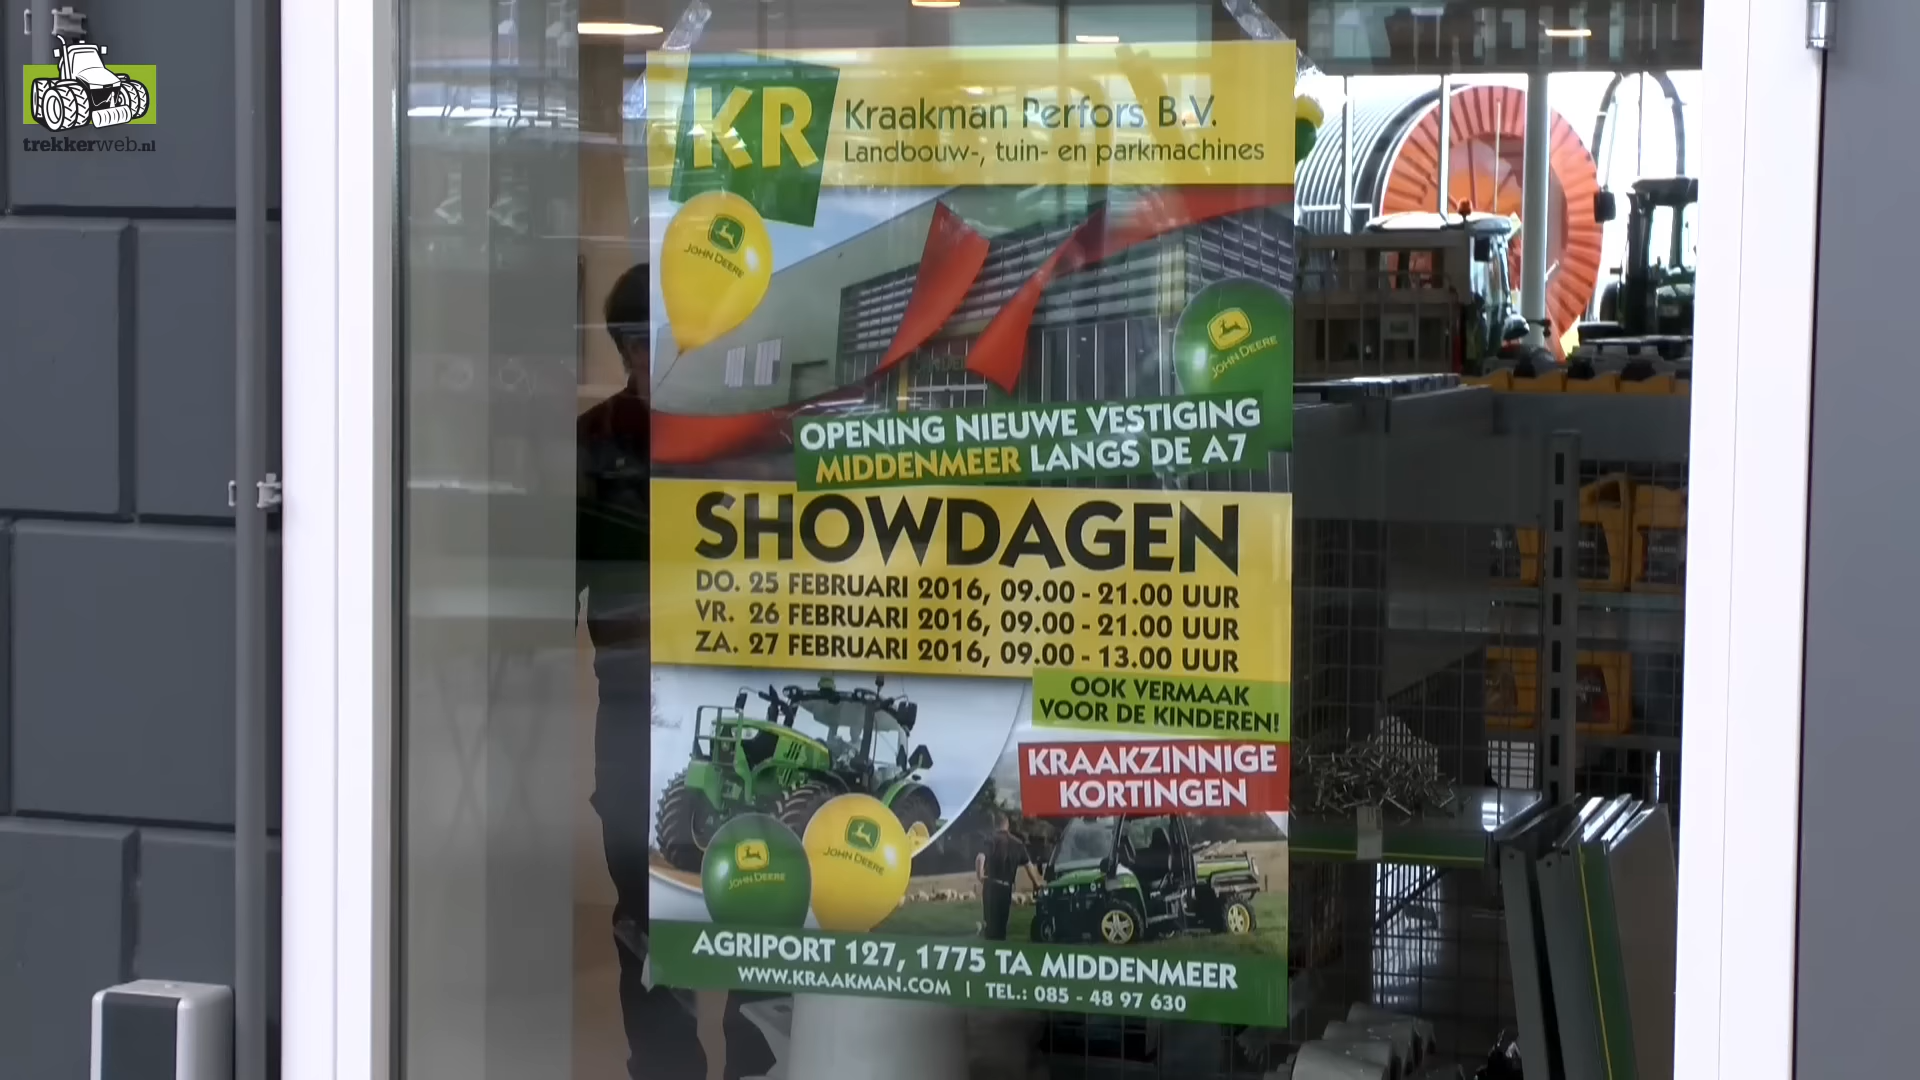 trekkerweb.nl
KR
Kraakman Perfors B.V.
Landbouw-, tuin- en parkmachines
JOHN DEERE
JOHN DEERE
OPENING NIEUWE VESTIGING
MIDDENMEER LANGS DE A7
SHOWDAGEN
DO. 25 FEBRUARI 2016, 09.00 - 21.00 UUR
VR. 26 FEBRUARI 2016, 09.00 - 21.00 UUR
ZA. 27 FEBRUARI 2016, 09.00 - 13.00 UUR
OOK VERMAAK
VOOR DE KINDEREN!
KRAAKZINNIGE
KORTINGEN
JOHN DEERE
JOHN DEERE
AGRIPORT 127, 1775 TA MIDDENMEER
WWW.KRAAKMAN.COM | TEL.: 085 - 48 97 630